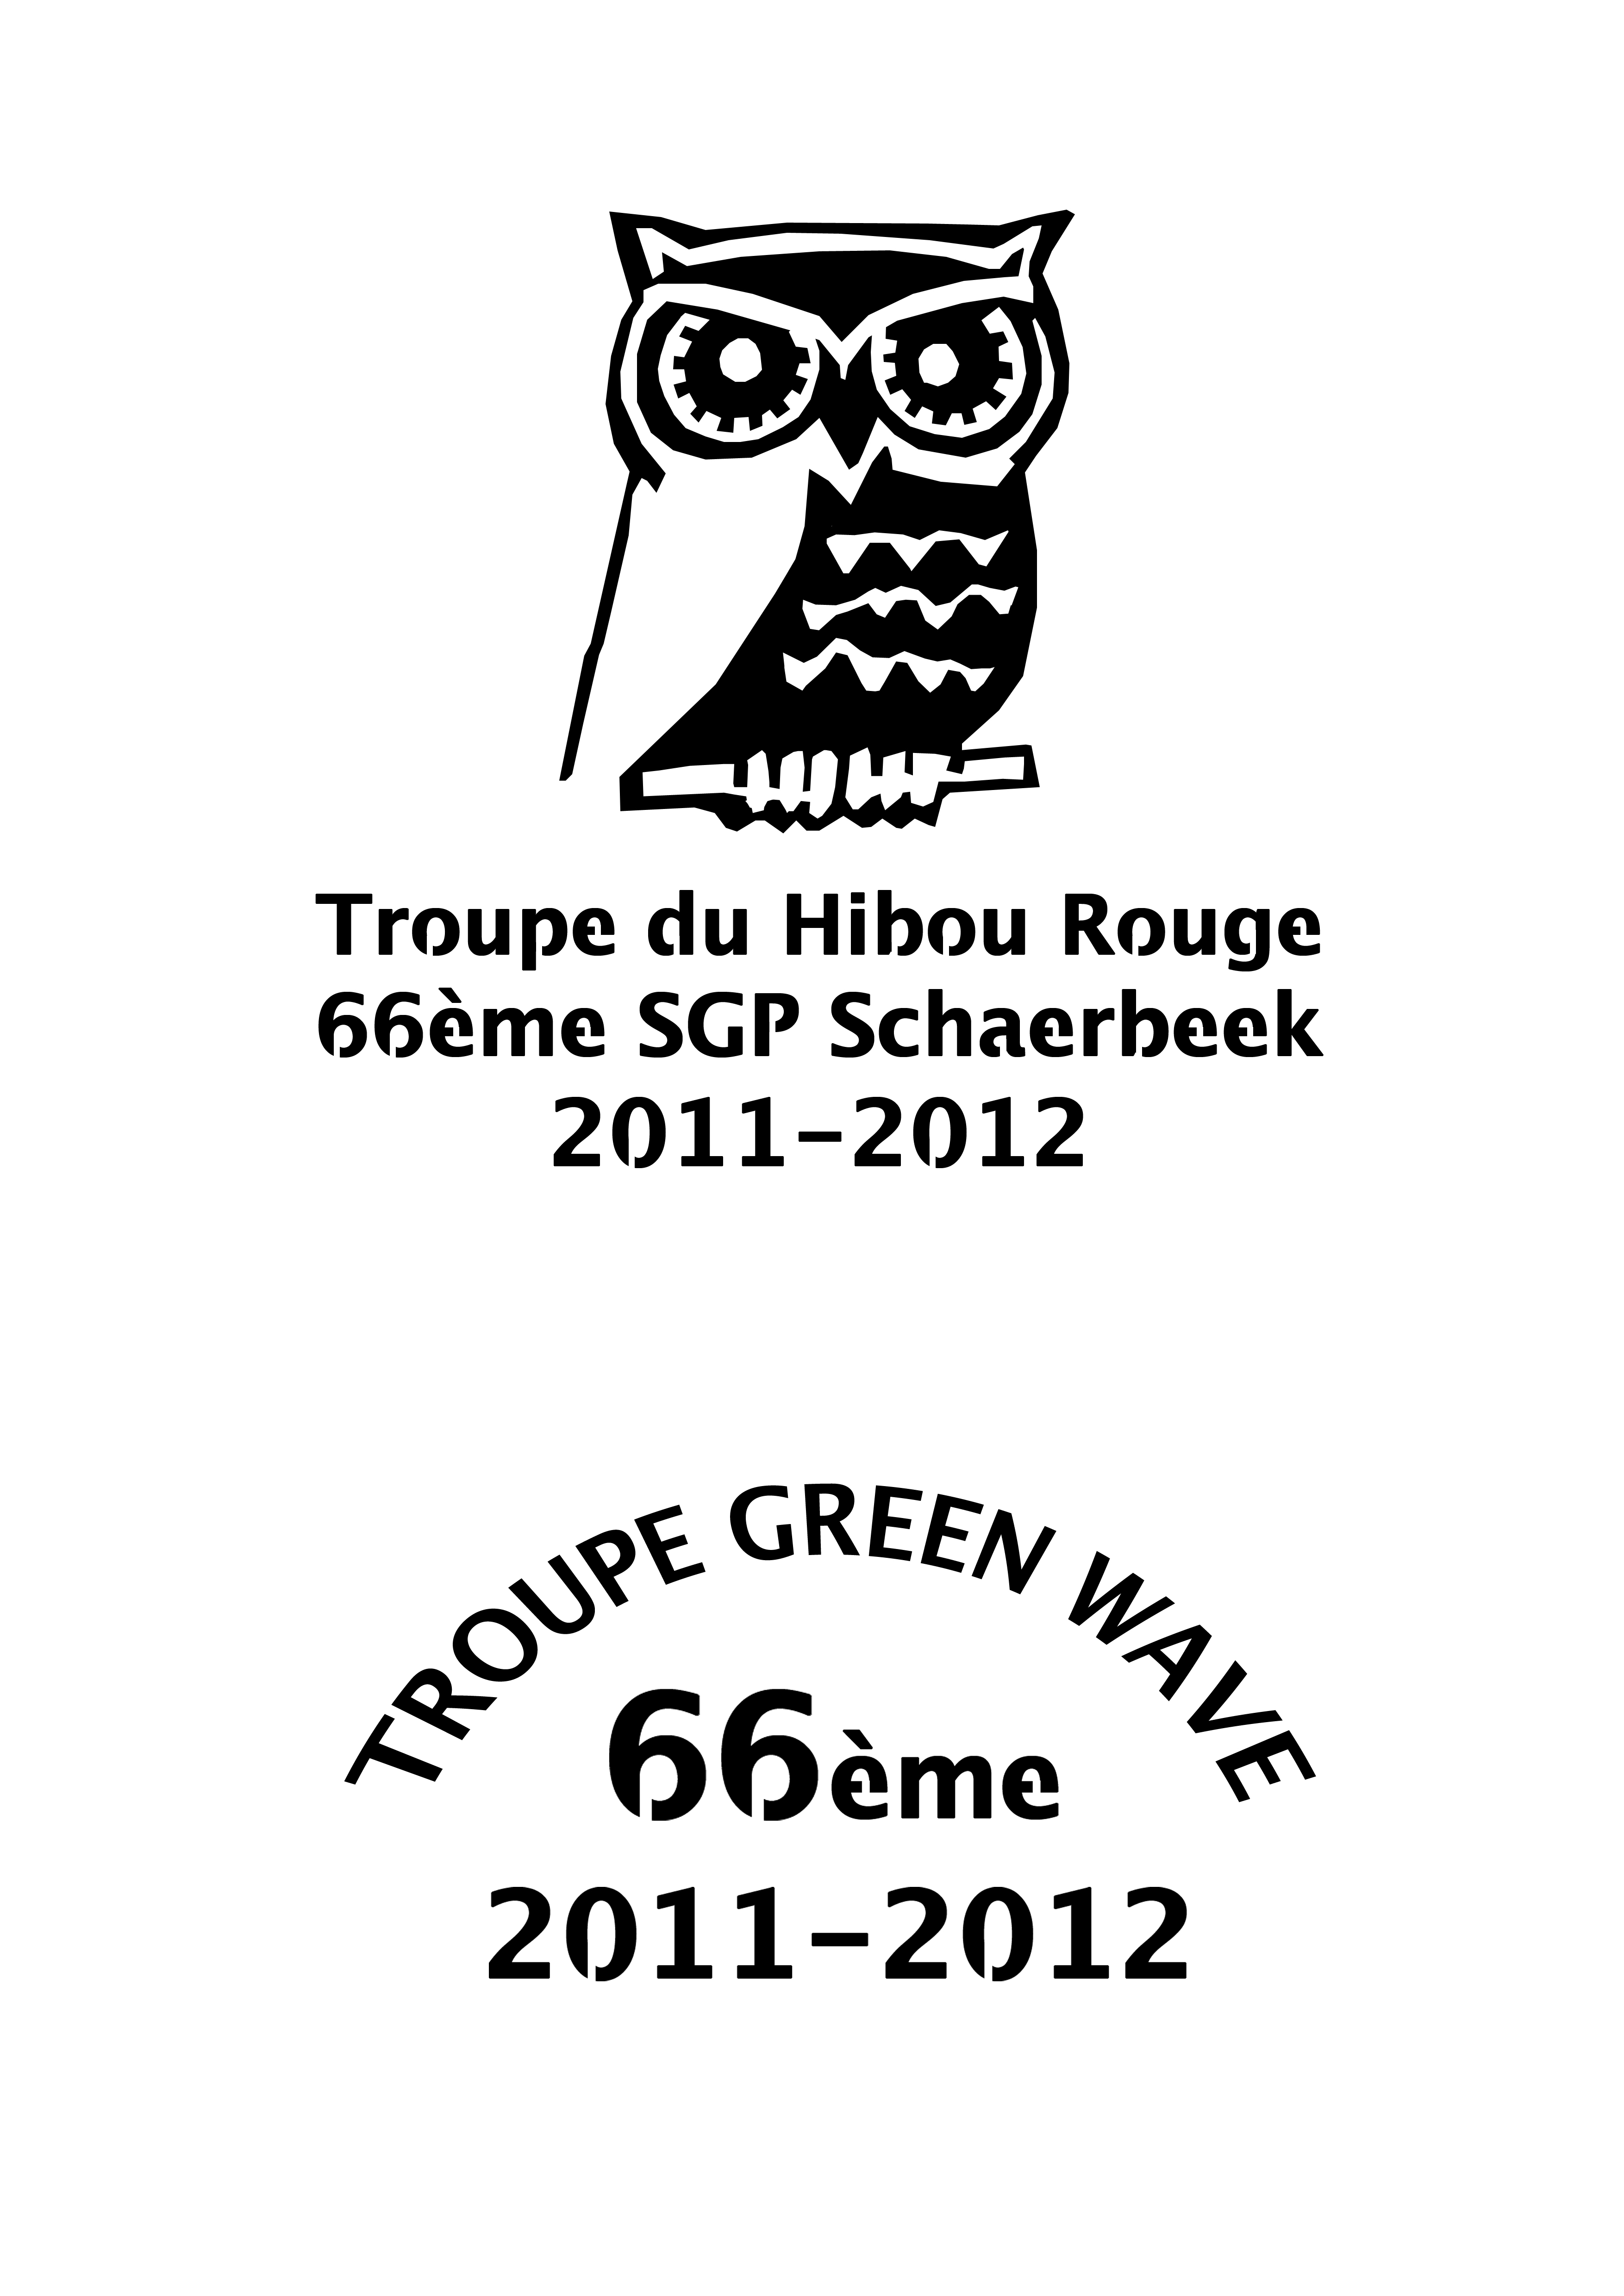 Troupe du Hibou Rouge
66ème SGP Schaerbeek
2011-2012
TROUPE GREEN WAVE
66ème
2011-2012